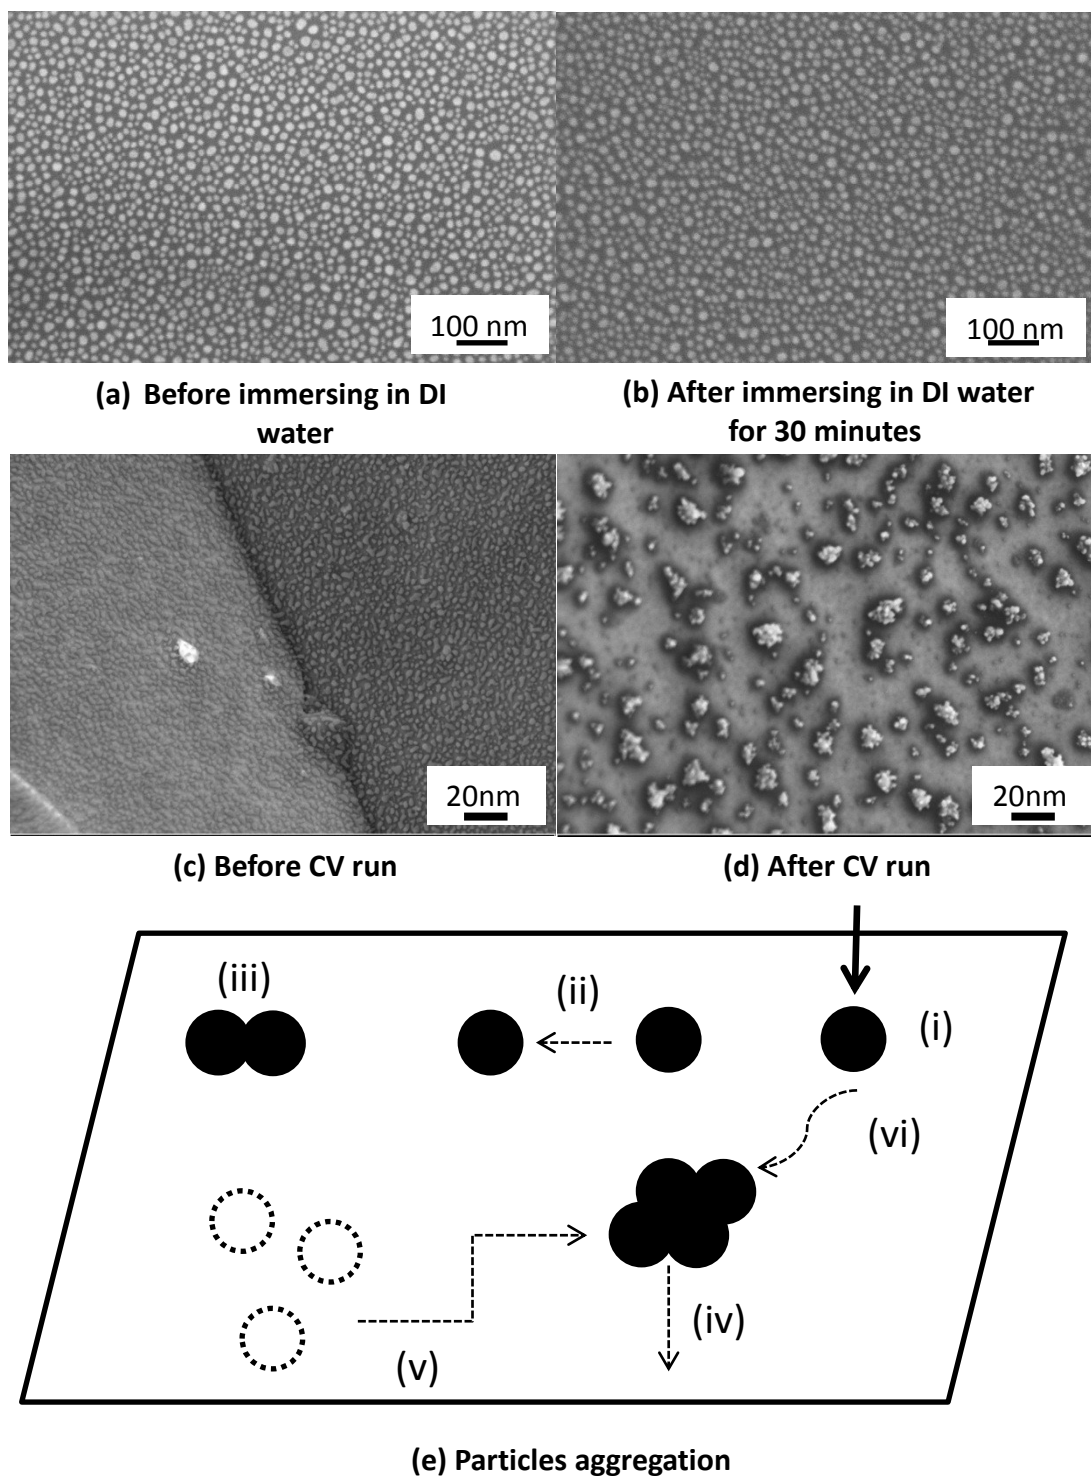 100 nm
100 nm
(a) Before immersing in DI
water
(b) After immersing in DI water
for 30 minutes
20nm
20nm
(c) Before CV run
(d) After CV run
(iii)
(ii)
(i)
(vi)
(iv)
(v)
(e) Particles aggregation